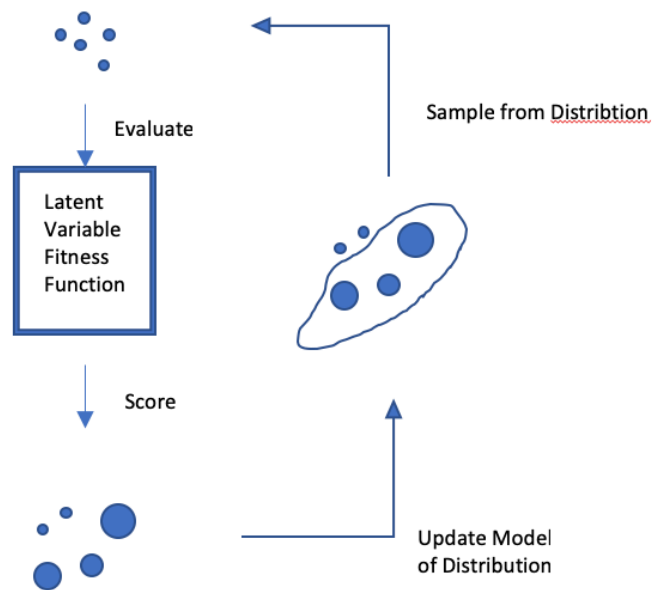 Sample from Distribtion
Evaluate
Latent
Variable
Fitness
Function
Score
Update Model
of Distribution